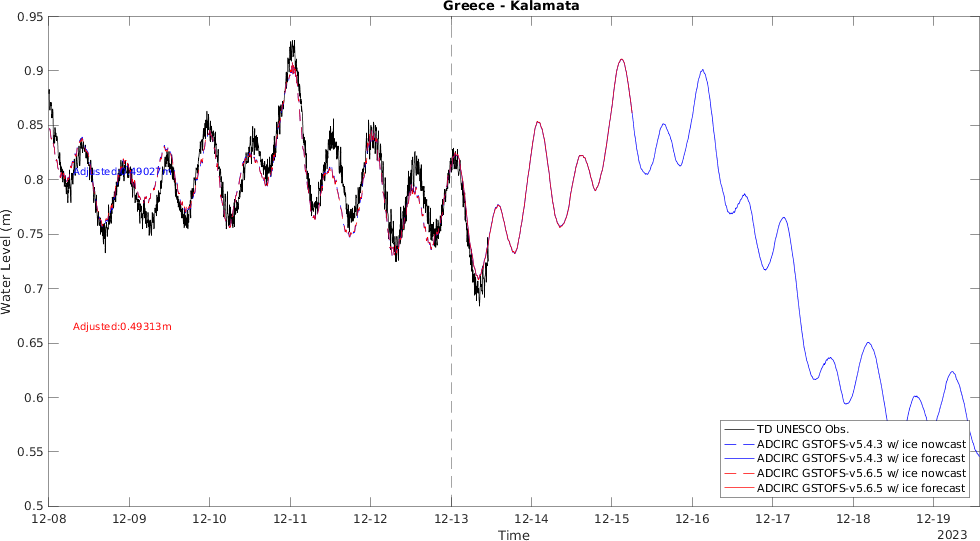 Greece - Kalamata
0.95
0.9
0.85
0.8
0.75
0.7
0.65
0.6
0.55
0.5
Water Level (m)
Adjusted:0.49027m
Adjusted:0.49313m
TD UNESCO Obs.
ADCIRC GSTOFS-v5.4.3 w/ ice nowcast
ADCIRC GSTOFS-v5.4.3 w/ ice forecast
ADCIRC GSTOFS-v5.6.5 w/ ice nowcast
ADCIRC GSTOFS-v5.6.5 w/ ice forecast
12-08 12-09 12-10 12-11 12-12 12-13 12-14 12-15 12-16 12-17 12-18 12-19
Time
2023